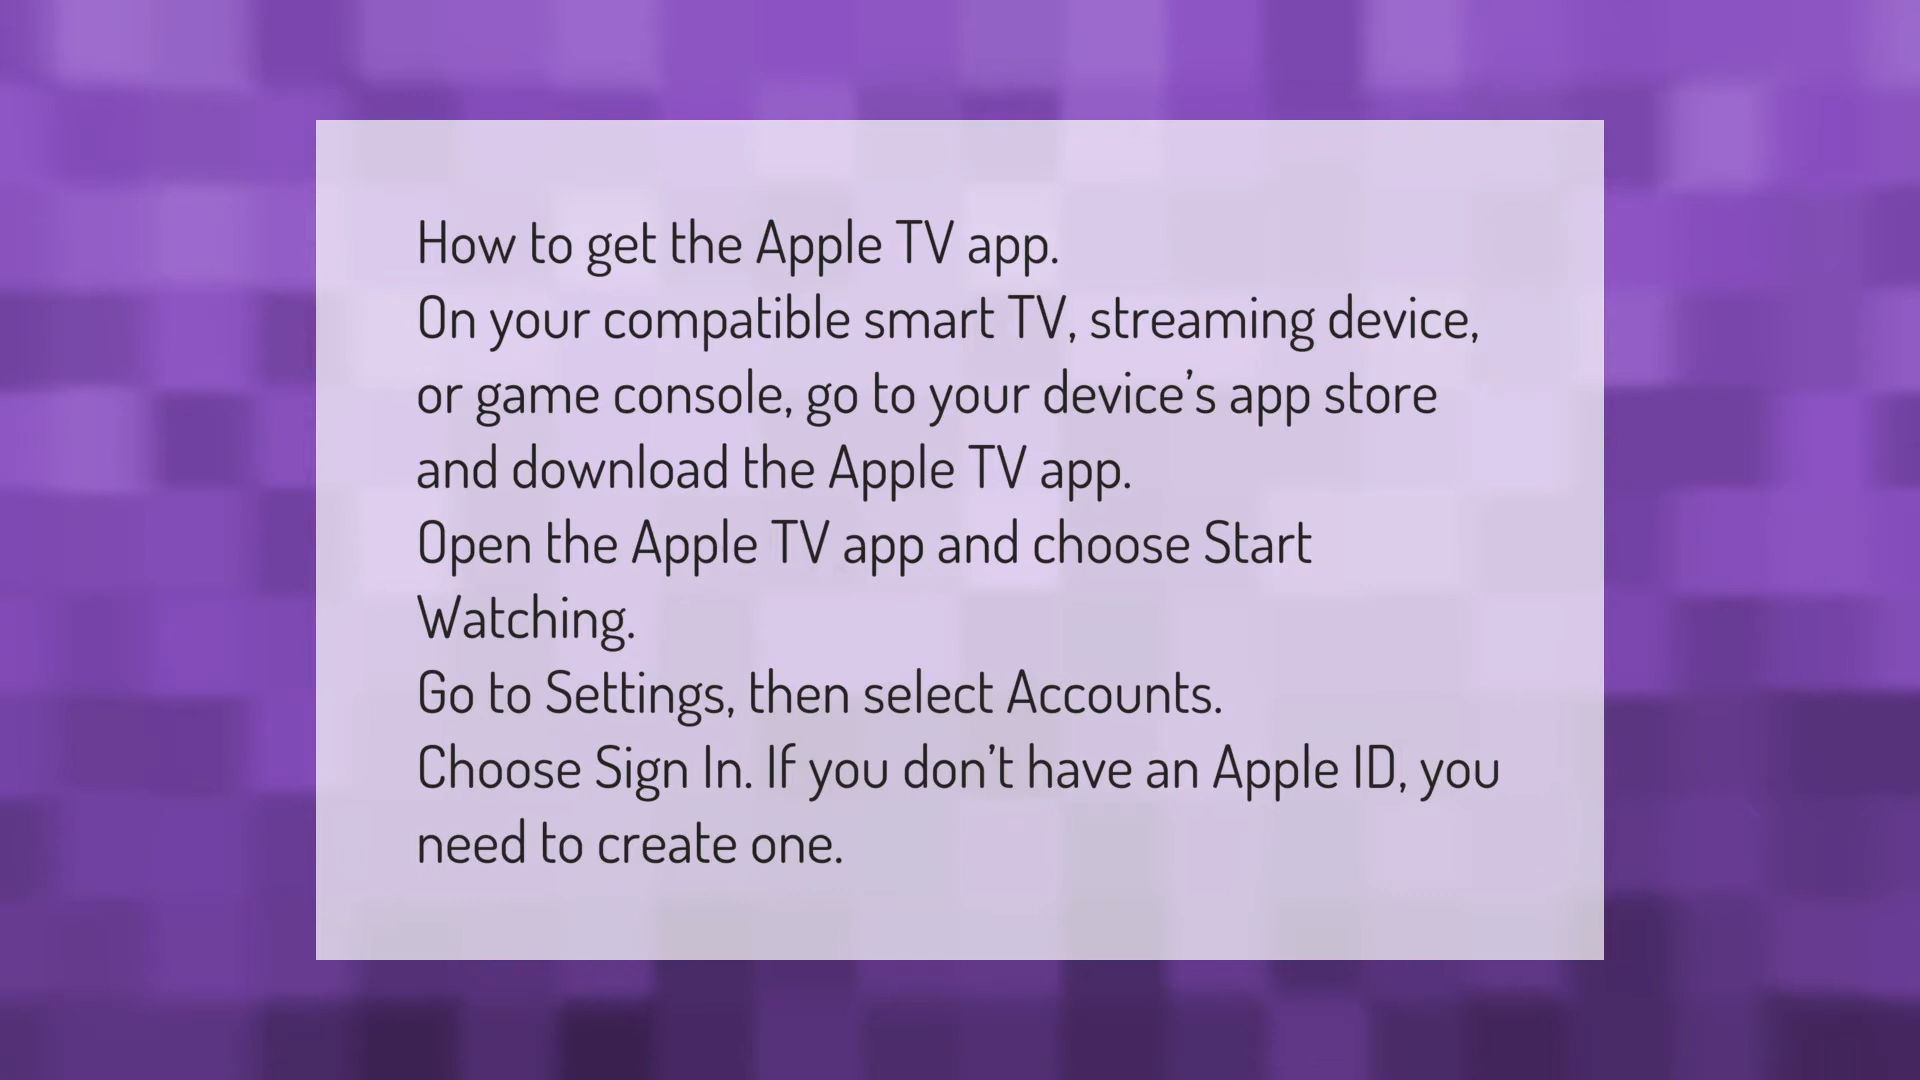 How to get the Apple TV app.
On your compatible smart TV, streaming device,
or game console, go to your device’s app store
and download the Apple TV app.
Open the Apple TV app and choose Start
Watching.
Go to Settings, then select Accounts.
Choose Sign In. If you don’t have an Apple ID, you
need to create one.